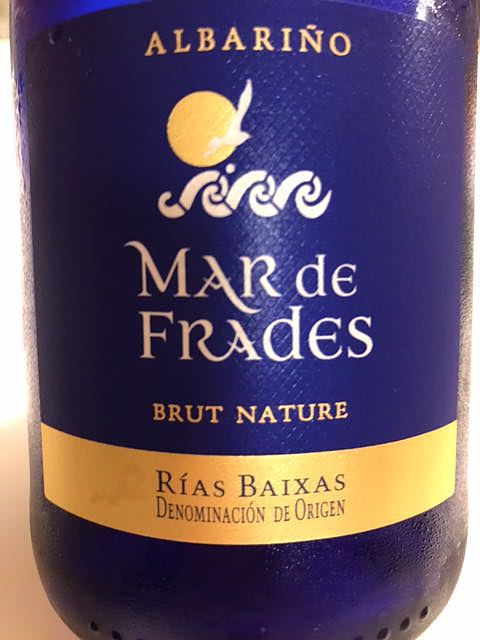 ALBARIÑO
MAR de
FRADES
BRUT NATURE
RÍAS BAIXAS
DENOMINACIÓN DE ORIGEN